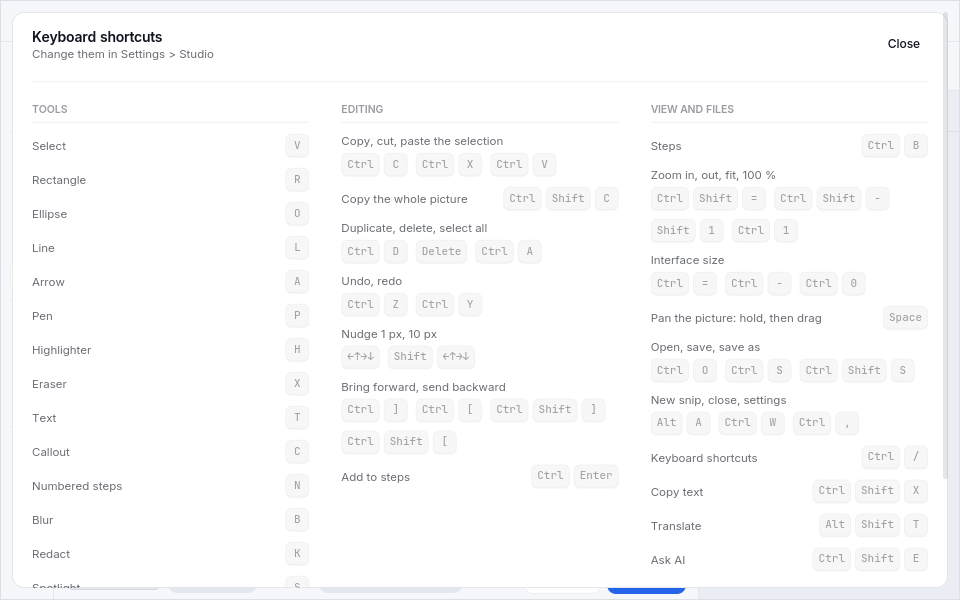 Keyboard shortcuts
Change them in Settings > Studio
Close
TOOLS
Select V
Rectangle R
Ellipse O
Line L
Arrow A
Pen P
Highlighter H
Eraser X
Text T
Callout C
Numbered steps N
Blur B
Redact K
Spotlight S
EDITING
Copy, cut, paste the selection
Ctrl C Ctrl X Ctrl V
Copy the whole picture Ctrl Shift C
Duplicate, delete, select all
Ctrl D Delete Ctrl A
Undo, redo
Ctrl Z Ctrl Y
Nudge 1 px, 10 px
←↑→↓ Shift ←↑→↓
Bring forward, send backward
Ctrl ] Ctrl [ Ctrl Shift ]
Ctrl Shift [
Add to steps Ctrl Enter
VIEW AND FILES
Steps Ctrl B
Zoom in, out, fit, 100 %
Ctrl Shift = Ctrl Shift -
Shift 1 Ctrl 1
Interface size
Ctrl = Ctrl - Ctrl 0
Pan the picture: hold, then drag Space
Open, save, save as
Ctrl O Ctrl S Ctrl Shift S
New snip, close, settings
Alt A Ctrl W Ctrl ,
Keyboard shortcuts Ctrl /
Copy text Ctrl Shift X
Translate Alt Shift T
Ask AI Ctrl Shift E